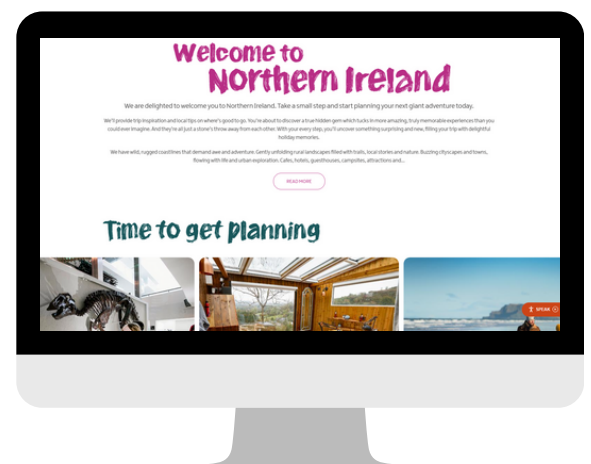 Welcome to
Northern Ireland
We are delighted to welcome you to Northern Ireland. Take a small step and start planning your next giant adventure today.
We'll provide trip inspiration and local tips on where's good to go. You're about to discover a true hidden gem which tucks in more amazing, truly memorable experiences than
you could ever imagine. And they're all just a stone's throw away from each other. With your every step, you'll uncover something surprising and new, filling your trip with delightful
holiday memories.
We have wild, rugged coastlines that demand awe and adventure. Gently unfolding rural landscapes filled with trails, local stories and nature. Buzzing cityscapes and towns,
flowing with life and urban exploration. Cafes, hotels, guesthouses, campsites, attractions and...
READ MORE
Time to get planning
SPEAK